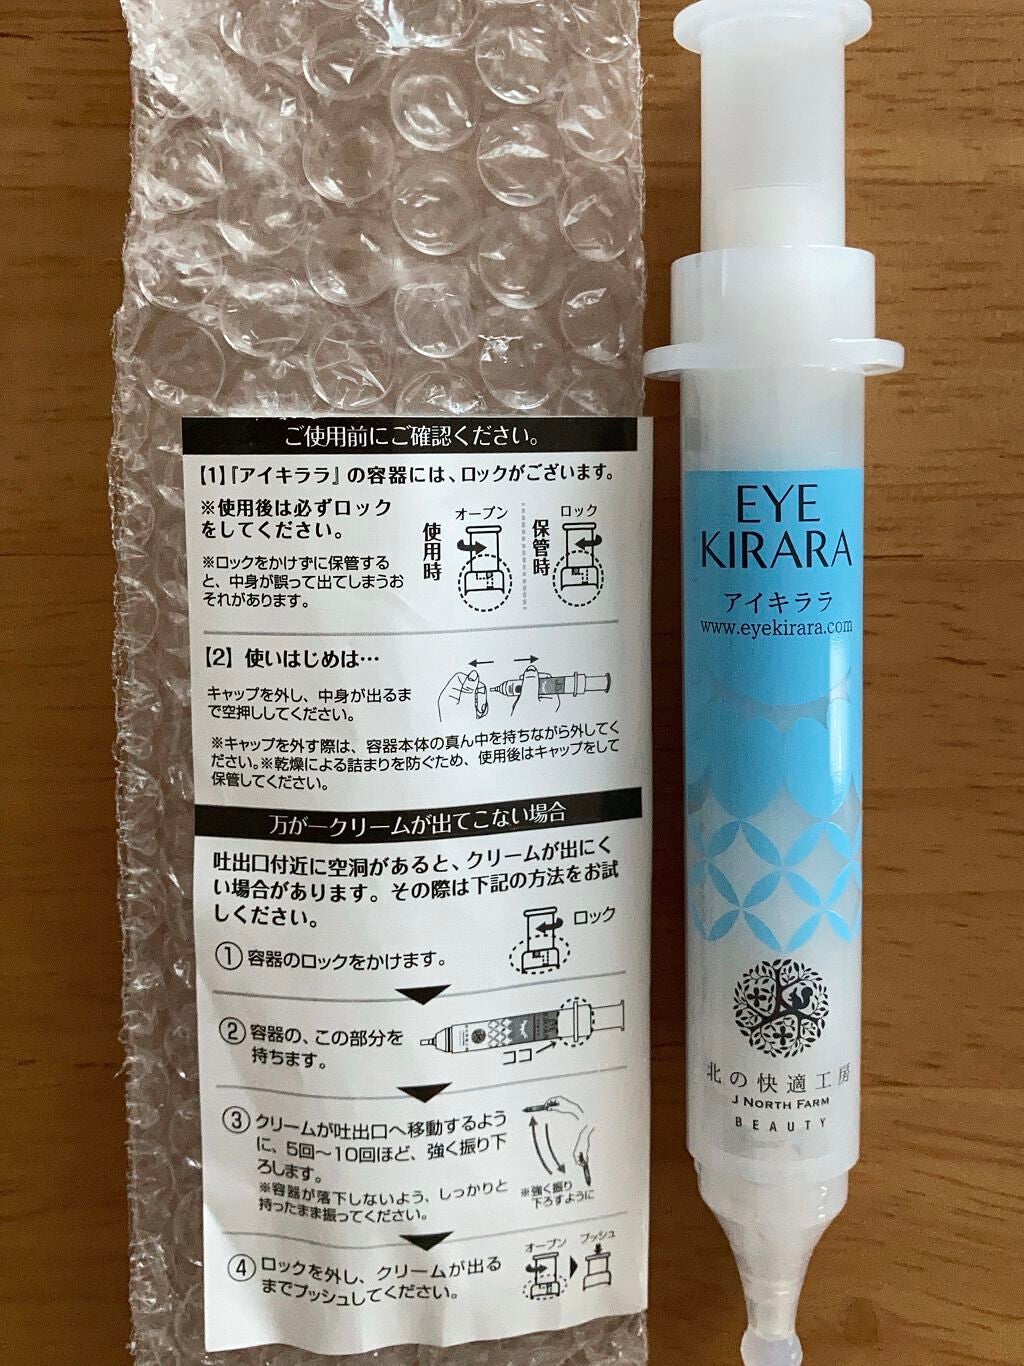 ご使用前にご確認ください。
【1】『アイキララ』の容器には、ロックがございます。
※使用後は必ずロック
をしてください。
※ロックをかけずに保管する
と、中身が誤って出てしまうお
それがあります。
使用時
オープン
保管時
ロック
【2】 使いはじめは…
キャップを外し、中身が出るま
で空押ししてください。
※キャップを外す際は、容器本体の真ん中を持ちながら外してく
ださい。※乾燥による詰まりを防ぐため、使用後はキャップをして
保管してください。
万が一クリームが出てこない場合
吐出口付近に空洞があると、クリームが出にく
い場合があります。その際は下記の方法をお試
しください。
①容器のロックをかけます。
ロック
②容器の、この部分を
持ちます。
ココ
③クリームが吐出口へ移動するよう
に、5回〜10回ほど、強く振り下
ろします。
※容器が落下しないよう、しっかりと
持ったまま振ってください。
※強く振り
下ろすように
④ロックを外し、クリームが出る
までプッシュしてください。
オープン
プッシュ
EYE
KIRARA
アイキララ
www.eyekirara.com
北の快適工房
J NORTH FARM
BEAUTY